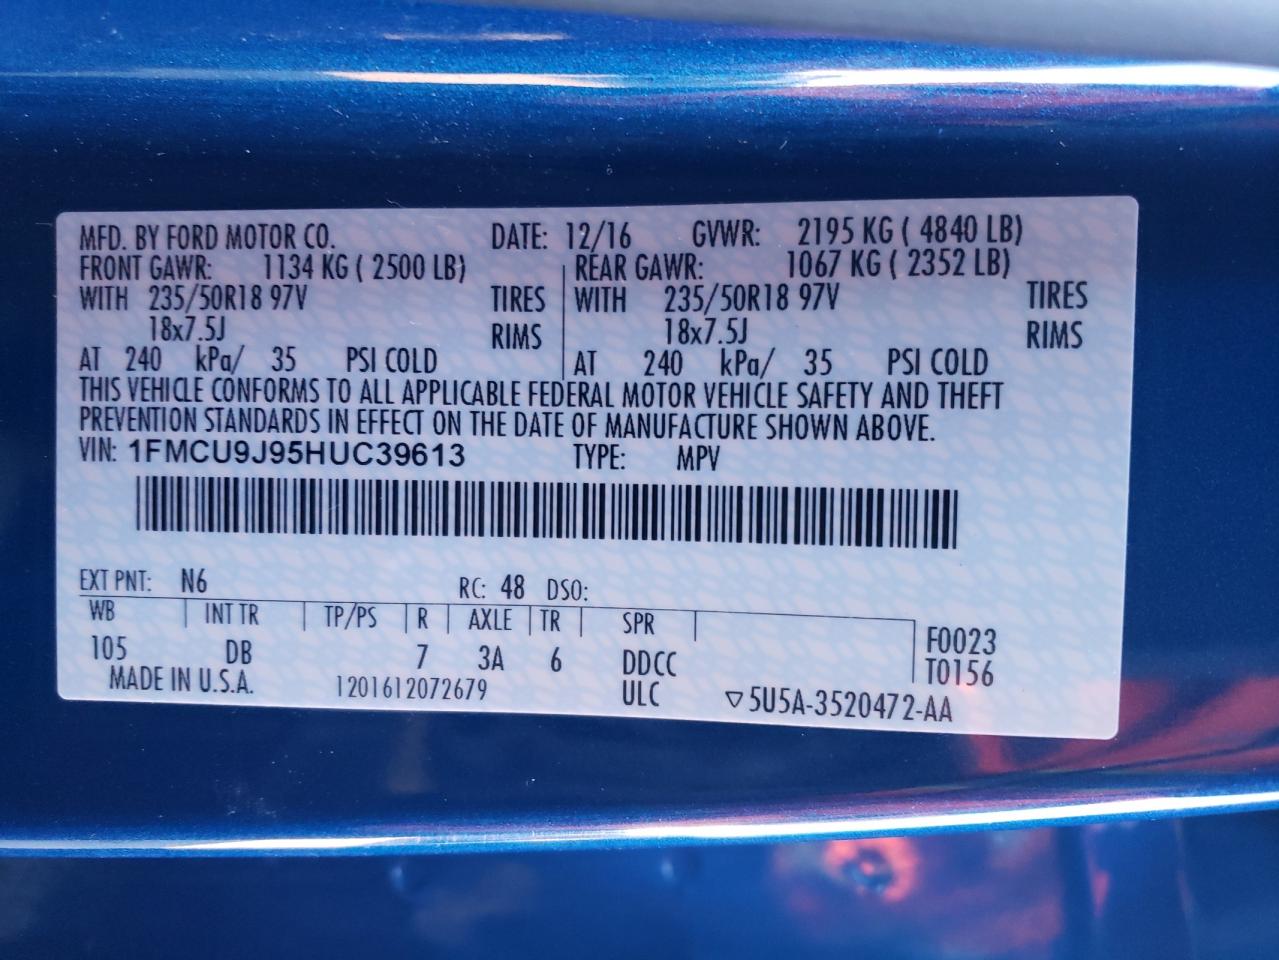 MFD. BY FORD MOTOR CO. DATE: 12/16 GVWR: 2195 KG ( 4840 LB)
FRONT GAWR: 1134 KG ( 2500 LB) REAR GAWR: 1067 KG ( 2352 LB)
WITH 235/50R18 97V TIRES WITH 235/50R18 97V TIRES
18x7.5J RIMS 18x7.5J RIMS
AT 240 kPa/ 35 PSI COLD AT 240 kPa/ 35 PSI COLD
THIS VEHICLE CONFORMS TO ALL APPLICABLE FEDERAL MOTOR VEHICLE SAFETY AND THEFT
PREVENTION STANDARDS IN EFFECT ON THE DATE OF MANUFACTURE SHOWN ABOVE.
VIN: 1FMCU9J95HUC39613 TYPE: MPV
EXT PNT: N6 RC: 48 DSO:
WB INT TR TP/PS R AXLE TR SPR
105 DB 7 3A 6 DDCC F0023
ULC T0156
MADE IN U.S.A. 1201612072679 ▽5U5A-3520472-AA